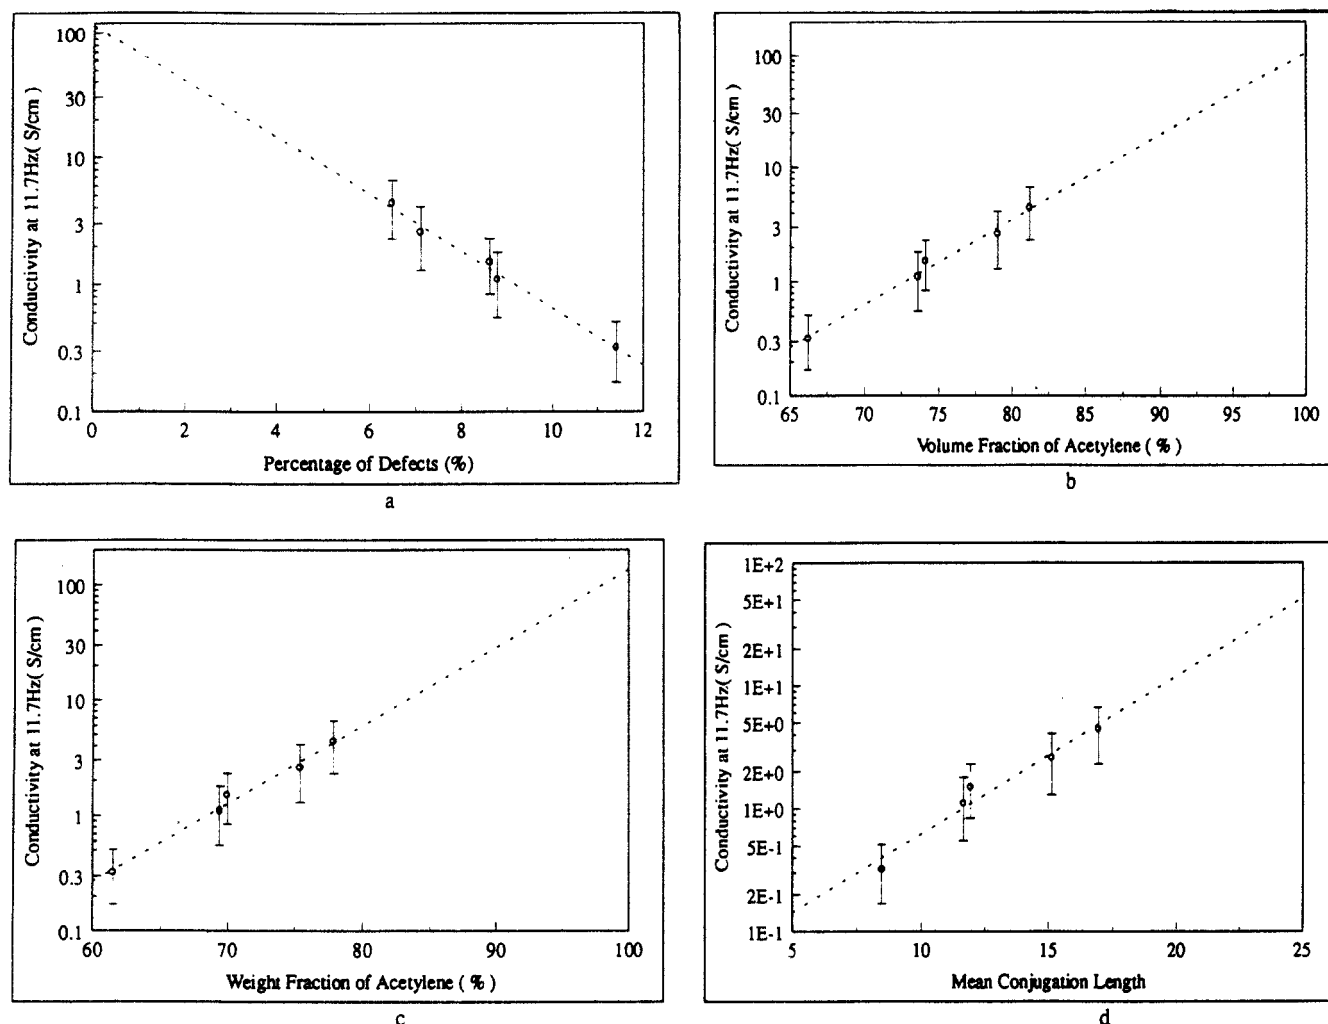 Conductivity at 11.7Hz( S/cm )
100
30
10
3
1
0.3
0.1
0 2 4 6 8 10 12
Percentage of Defects (%)
a
Conductivity at 11.7Hz( S/cm )
100
30
10
3
1
0.3
0.1
65 70 75 80 85 90 95 100
Volume Fraction of Acetylene ( % )
b
Conductivity at 11.7Hz( S/cm )
100
30
10
3
1
0.3
0.1
60 70 80 90 100
Weight Fraction of Acetylene ( % )
c
Conductivity at 11.7Hz( S/cm )
1E+2
5E+1
2E+1
1E+1
5E+0
2E+0
1E+0
5E-1
2E-1
1E-1
5 10 15 20 25
Mean Conjugation Length
d